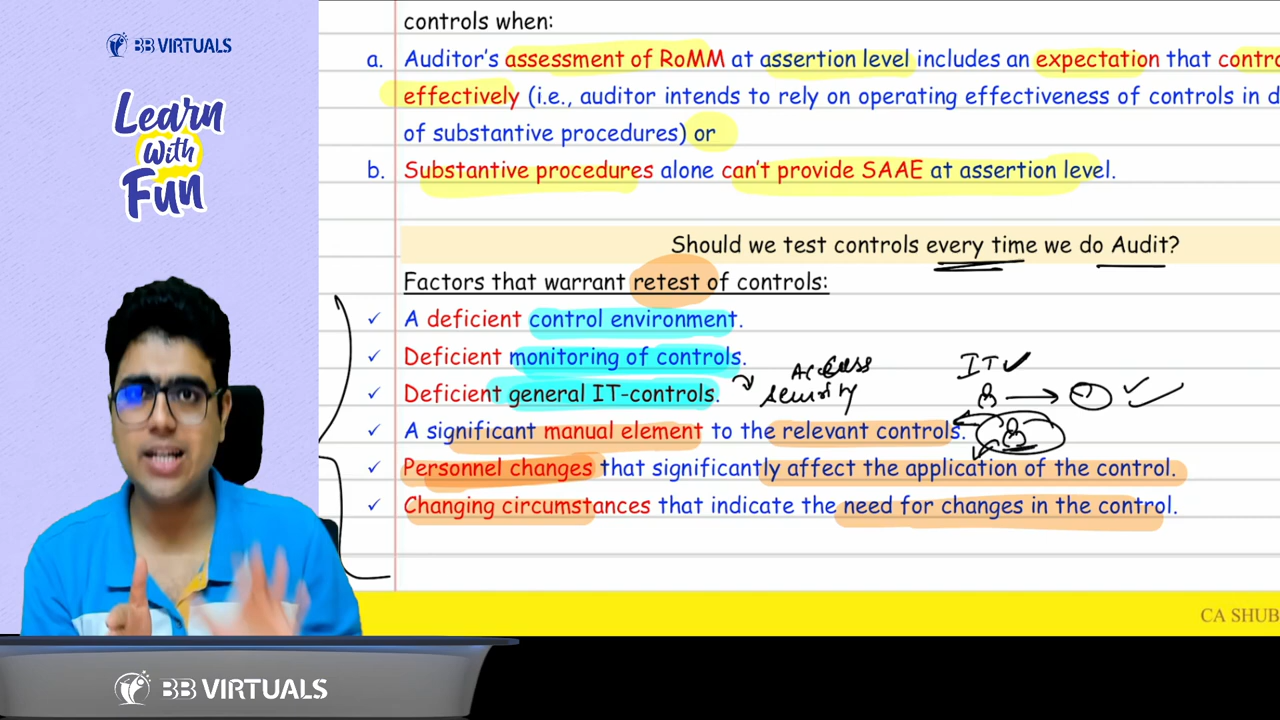 BB VIRTUALS
Learn
With
Fun
controls when:
a. Auditor's assessment of RoMM at assertion level includes an expectation that contro
effectively (i.e., auditor intends to rely on operating effectiveness of controls in d
of substantive procedures) or
b. Substantive procedures alone can't provide SAAE at assertion level.
Should we test controls every time we do Audit?
Factors that warrant retest of controls:
✓ A deficient control environment.
✓ Deficient monitoring of controls.
✓ Deficient general IT-controls.
Access
Security
IT ✓
✓ A significant manual element to the relevant controls.
✓ Personnel changes that significantly affect the application of the control.
✓ Changing circumstances that indicate the need for changes in the control.
CA SHUB
BB VIRTUALS